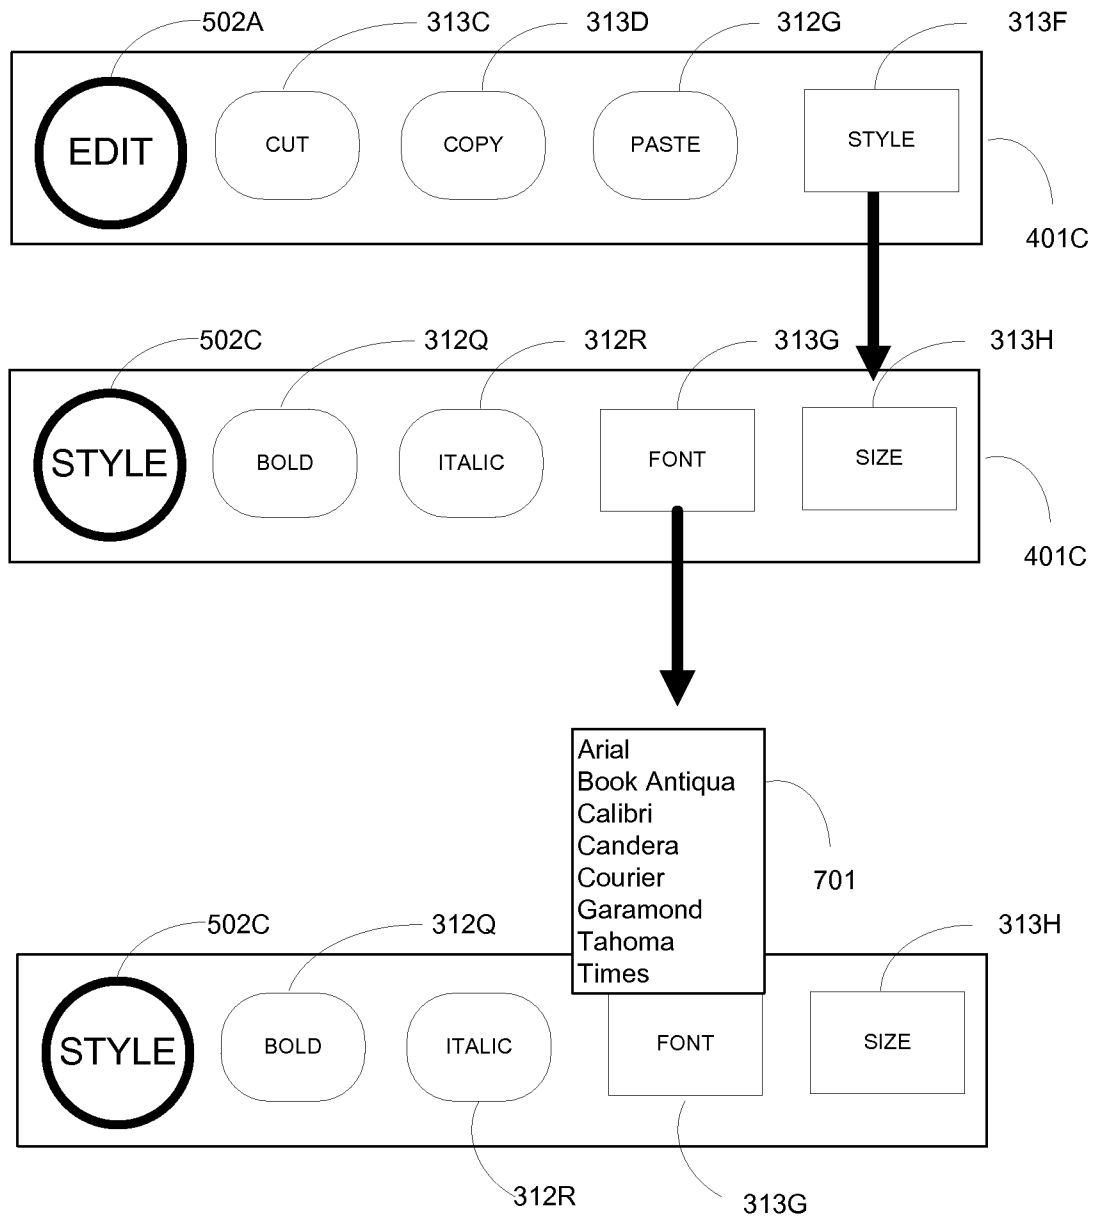 502A 313C 313D 312G 313F
EDIT CUT COPY PASTE STYLE
401C
502C 312Q 312R 313G 313H
STYLE BOLD ITALIC FONT SIZE
401C
Arial
Book Antiqua
Calibri
Candera
Courier
Garamond
Tahoma
Times
701
502C 312Q 313H
STYLE BOLD ITALIC FONT SIZE
312R 313G